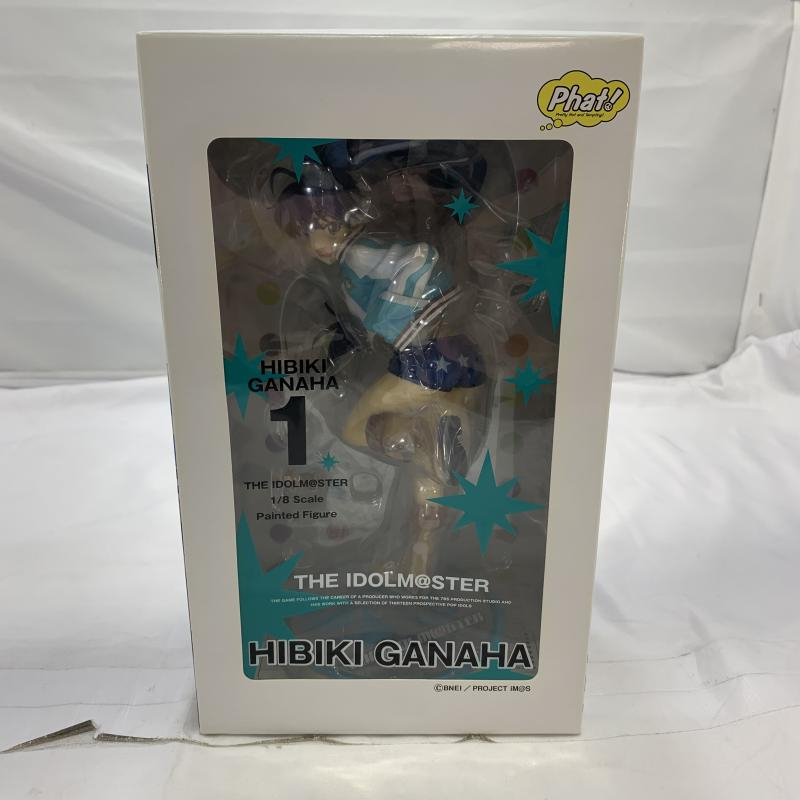 Phat!
Pretty Hot and Tempting!
HIBIKI
GANAHA
1
THE IDOLM@STER
1/8 Scale
Painted Figure
THE IDOLM@STER
THE GAME FOLLOWS THE CAREER OF A PRODUCER WHO WORKS FOR THE 765 PRODUCTION STUDIO AND
HIS WORK WITH A SELECTION OF THIRTEEN PROSPECTIVE POP IDOLS
HIBIKI GANAHA
©BNEI / PROJECT IM@S